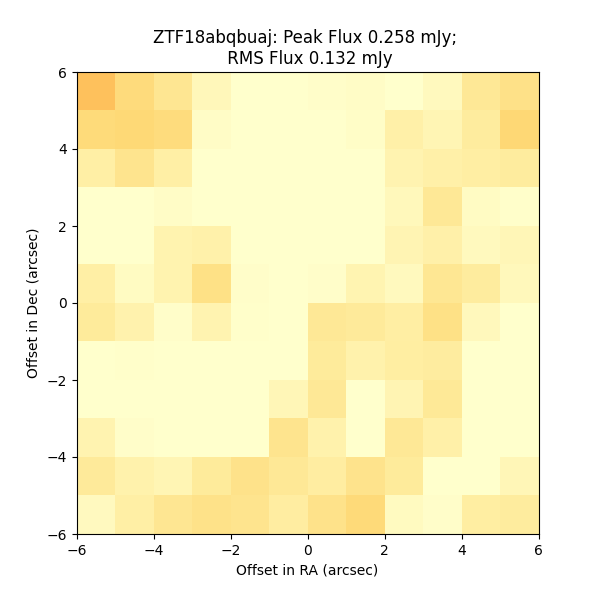 ZTF18abqbuaj: Peak Flux 0.258 mJy;
RMS Flux 0.132 mJy
6
4
2
0
−2
−4
−6
Offset in Dec (arcsec)
−6 −4 −2 0 2 4 6
Offset in RA (arcsec)